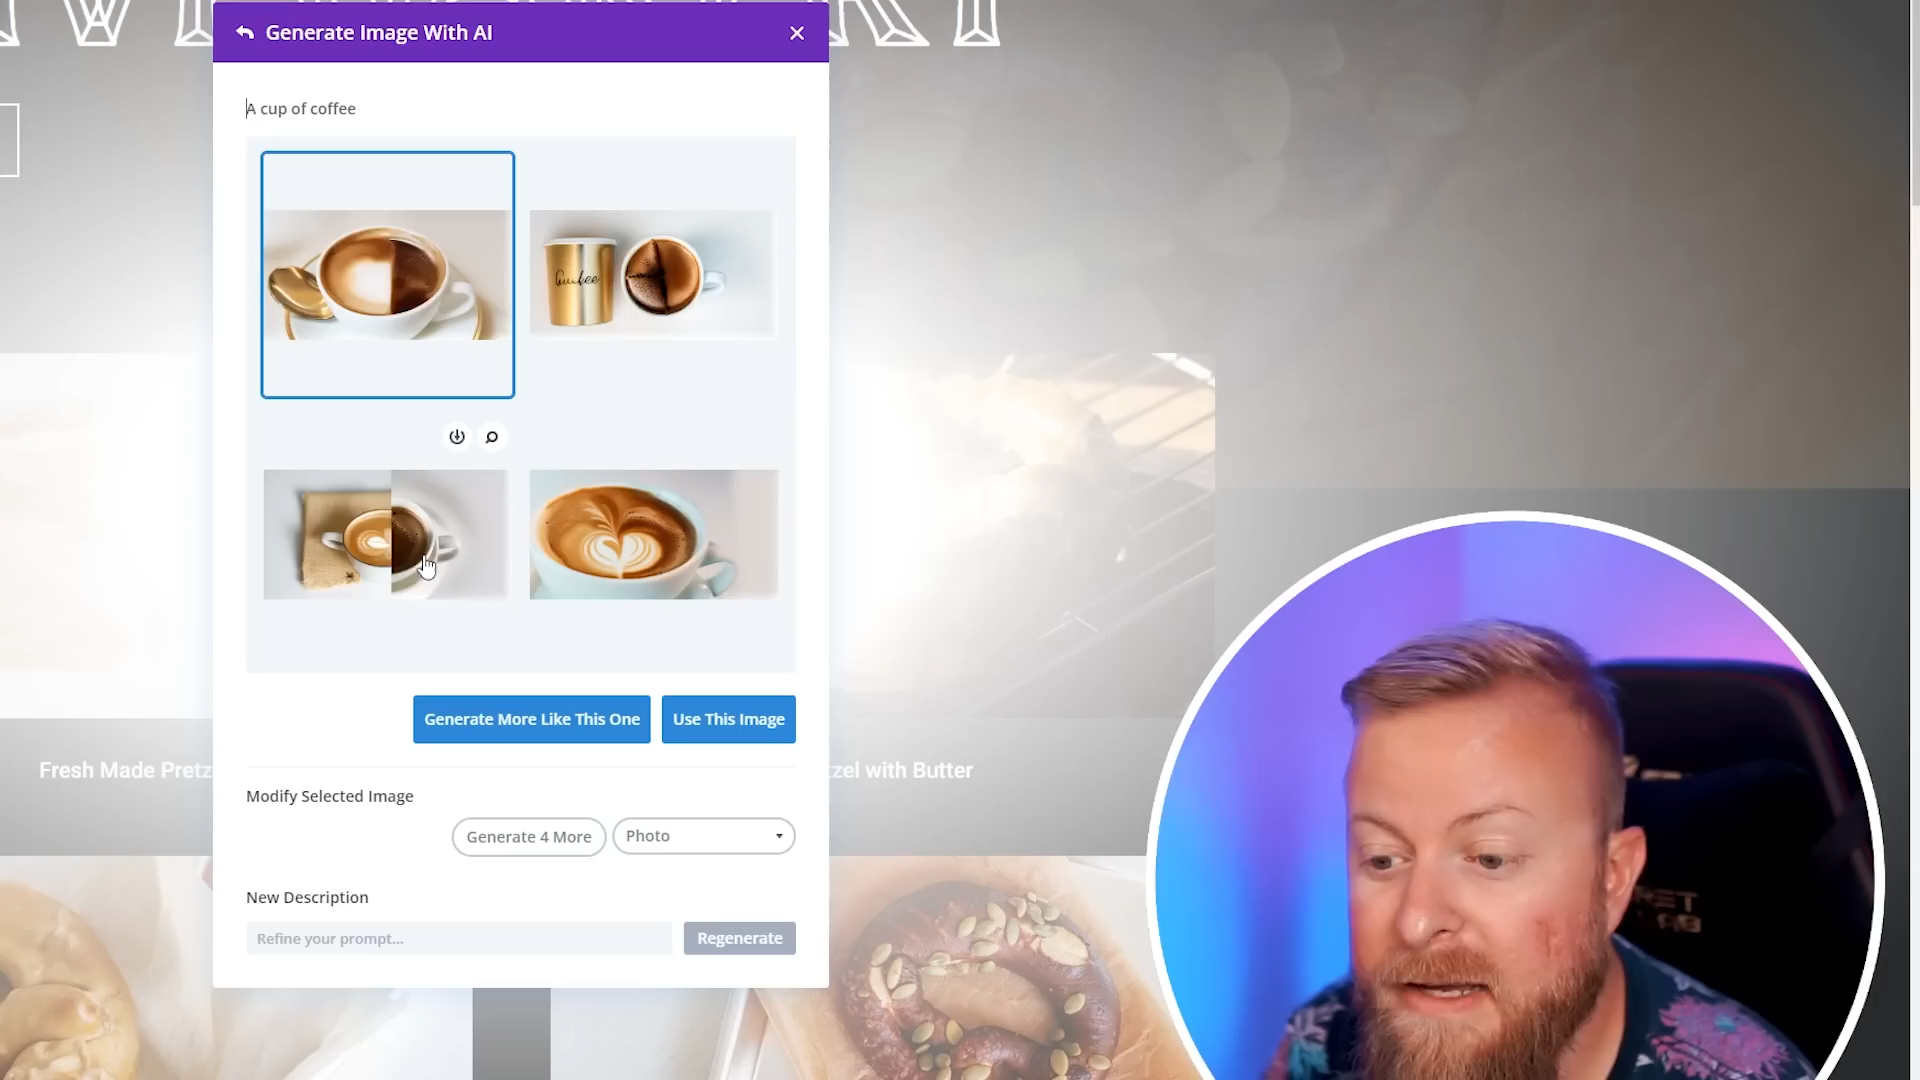 Generate Image With AI
A cup of coffee
Generate More Like This One
Use This Image
Fresh Made Pretz
zel with Butter
Modify Selected Image
Generate 4 More
Photo
New Description
Refine your prompt...
Regenerate